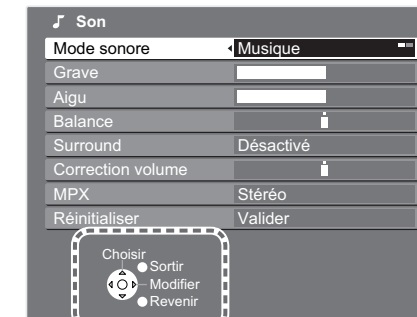 Son
Mode sonore Musique
Grave
Aigu
Balance
Surround Désactivé
Correction volume
MPX Stéréo
Réinitialiser Valider
Choisir
Sortir
Modifier
Revenir